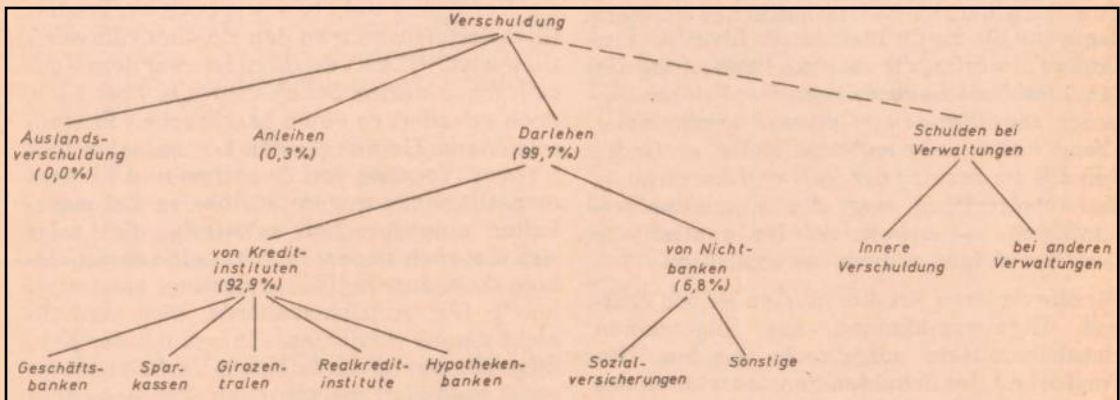 Verschuldung
Auslands-
verschuldung
(0,0%)
Anleihen
(0,3%)
Darlehen
(99,7%)
Schulden bei
Verwaltungen
von Kredit-
instituten
(92,9%)
von Nicht-
banken
(6,8%)
Innere
Verschuldung
bei anderen
Verwaltungen
Geschäfts-
banken
Spar-
kassen
Girozen-
tralen
Realkredit-
institute
Hypotheken-
banken
Sozial-
versicherungen
Sonstige